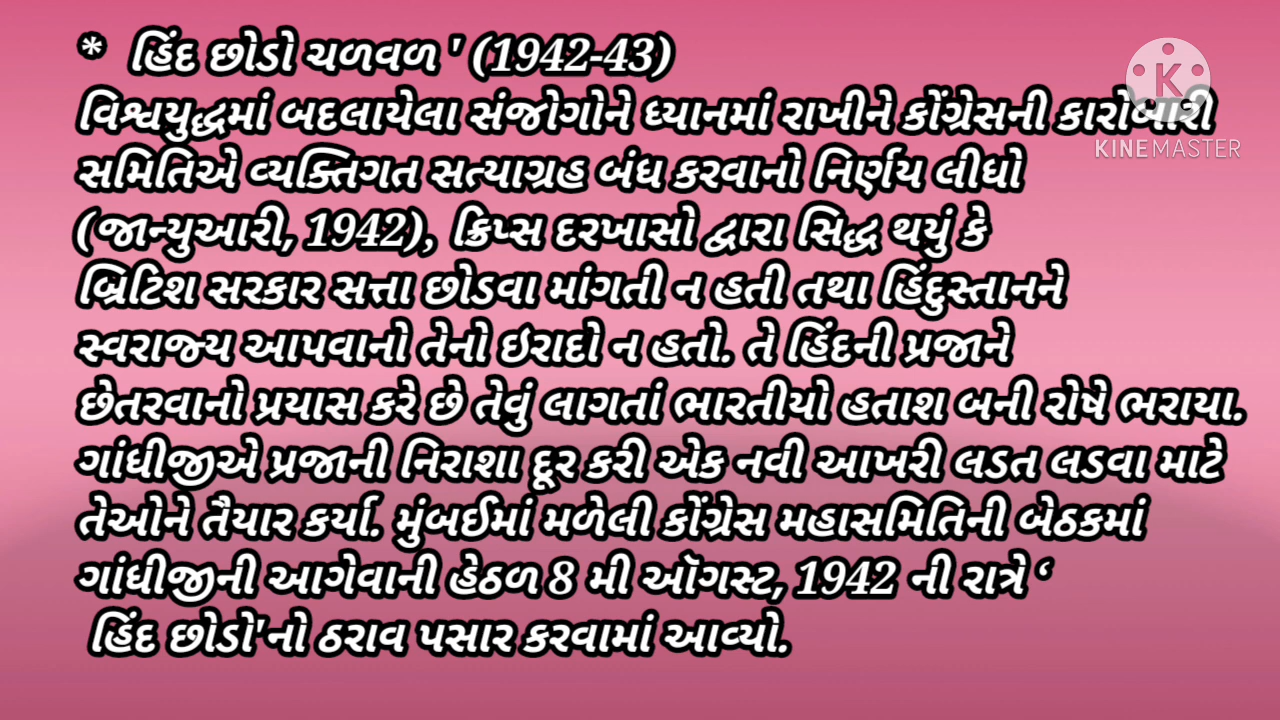 * હિંદ છોડો ચળવળ ' (1942-43)
વિશ્વયુદ્ધમાં બદલાયેલા સંજોગોને ધ્યાનમાં રાખીને કોંગ્રેસની કારોબારી
સમિતિએ વ્યક્તિગત સત્યાગ્રહ બંધ કરવાનો નિર્ણય લીધો
(જાન્યુઆરી, 1942), ક્રિપ્સ દરખાસો દ્વારા સિદ્ધ થયું કે
બ્રિટિશ સરકાર સત્તા છોડવા માંગતી ન હતી તથા હિંદુસ્તાનને
સ્વરાજ્ય આપવાનો તેનો ઇરાદો ન હતો. તે હિંદની પ્રજાને
છેતરવાનો પ્રયાસ કરે છે તેવું લાગતાં ભારતીયો હતાશ બની રોષે ભરાયા.
ગાંધીજીએ પ્રજાની નિરાશા દૂર કરી એક નવી આખરી લડત લડવા માટે
તેઓને તૈયાર કર્યા. મુંબઈમાં મળેલી કોંગ્રેસ મહાસમિતિની બેઠકમાં
ગાંધીજીની આગેવાની હેઠળ 8 મી ઑગસ્ટ, 1942 ની રાત્રે ‘
હિંદ છોડો'નો ઠરાવ પસાર કરવામાં આવ્યો.
K
KINEMASTER